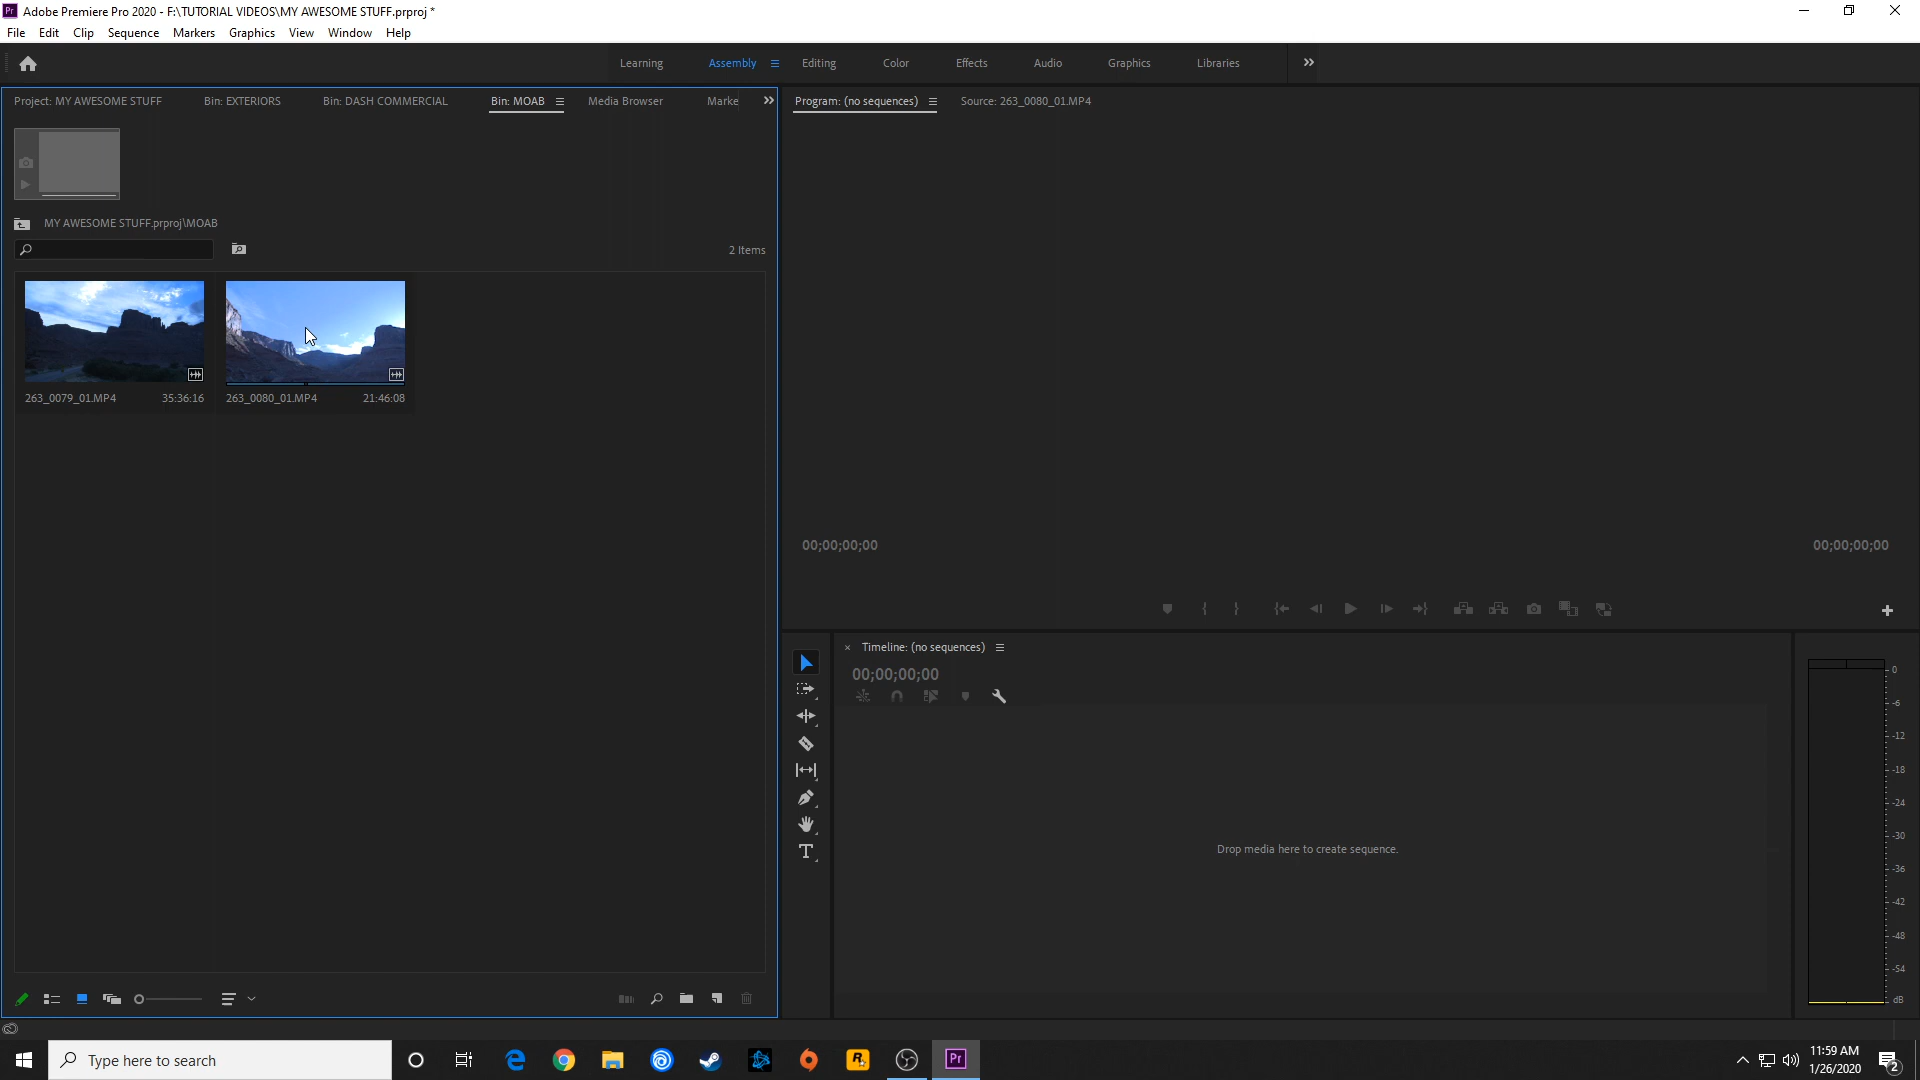 Pr Adobe Premiere Pro 2020 - F:\TUTORIAL VIDEOS\MY AWESOME STUFF.prproj *
File Edit Clip Sequence Markers Graphics View Window Help
Learning Assembly Editing Color Effects Audio Graphics Libraries
Project: MY AWESOME STUFF Bin: EXTERIORS Bin: DASH COMMERCIAL Bin: MOAB Media Browser Marke
Program: (no sequences) Source: 263_0080_01.MP4
MY AWESOME STUFF.prproj\MOAB
2 Items
263_0079_01.MP4 35:36:16 263_0080_01.MP4 21:46:08
00;00;00;00 00;00;00;00
Timeline: (no sequences)
00;00;00;00
Drop media here to create sequence.
0
-6
-12
-18
-24
-30
-36
-42
-48
-54
dB
Type here to search
Pr
11:59 AM
1/26/2020
2